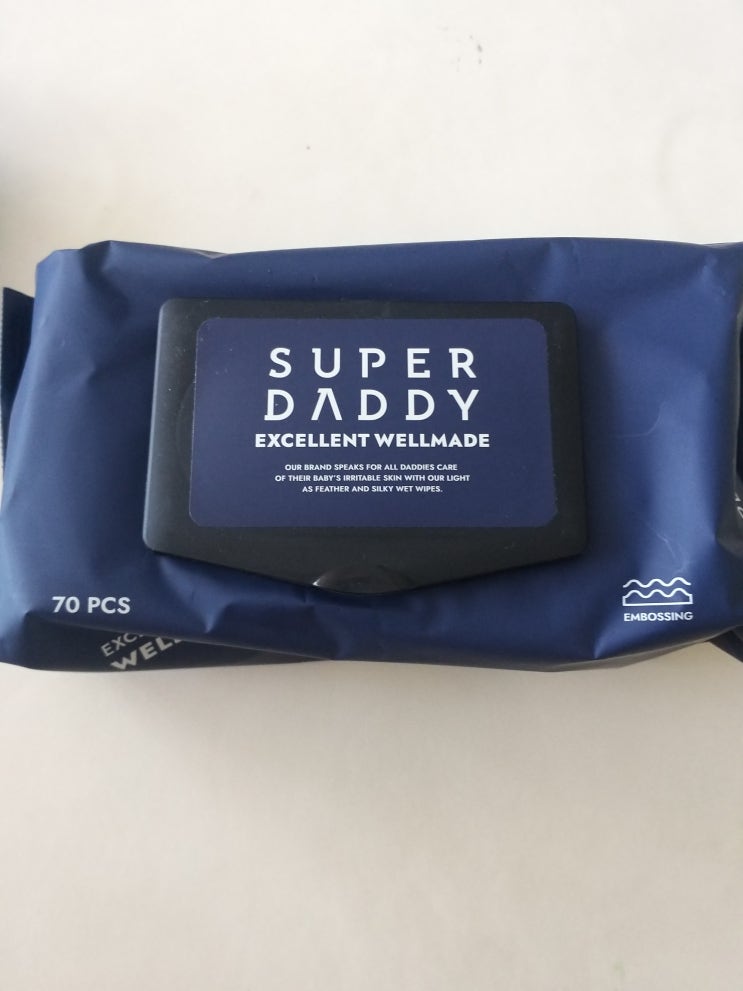 SUPER
DADDY
EXCELLENT WELLMADE
OUR BRAND SPEAKS FOR ALL DADDIES CARE
OF THEIR BABY'S IRRITABLE SKIN WITH OUR LIGHT
AS FEATHER AND SILKY WET WIPES.
70 PCS
EMBOSSING